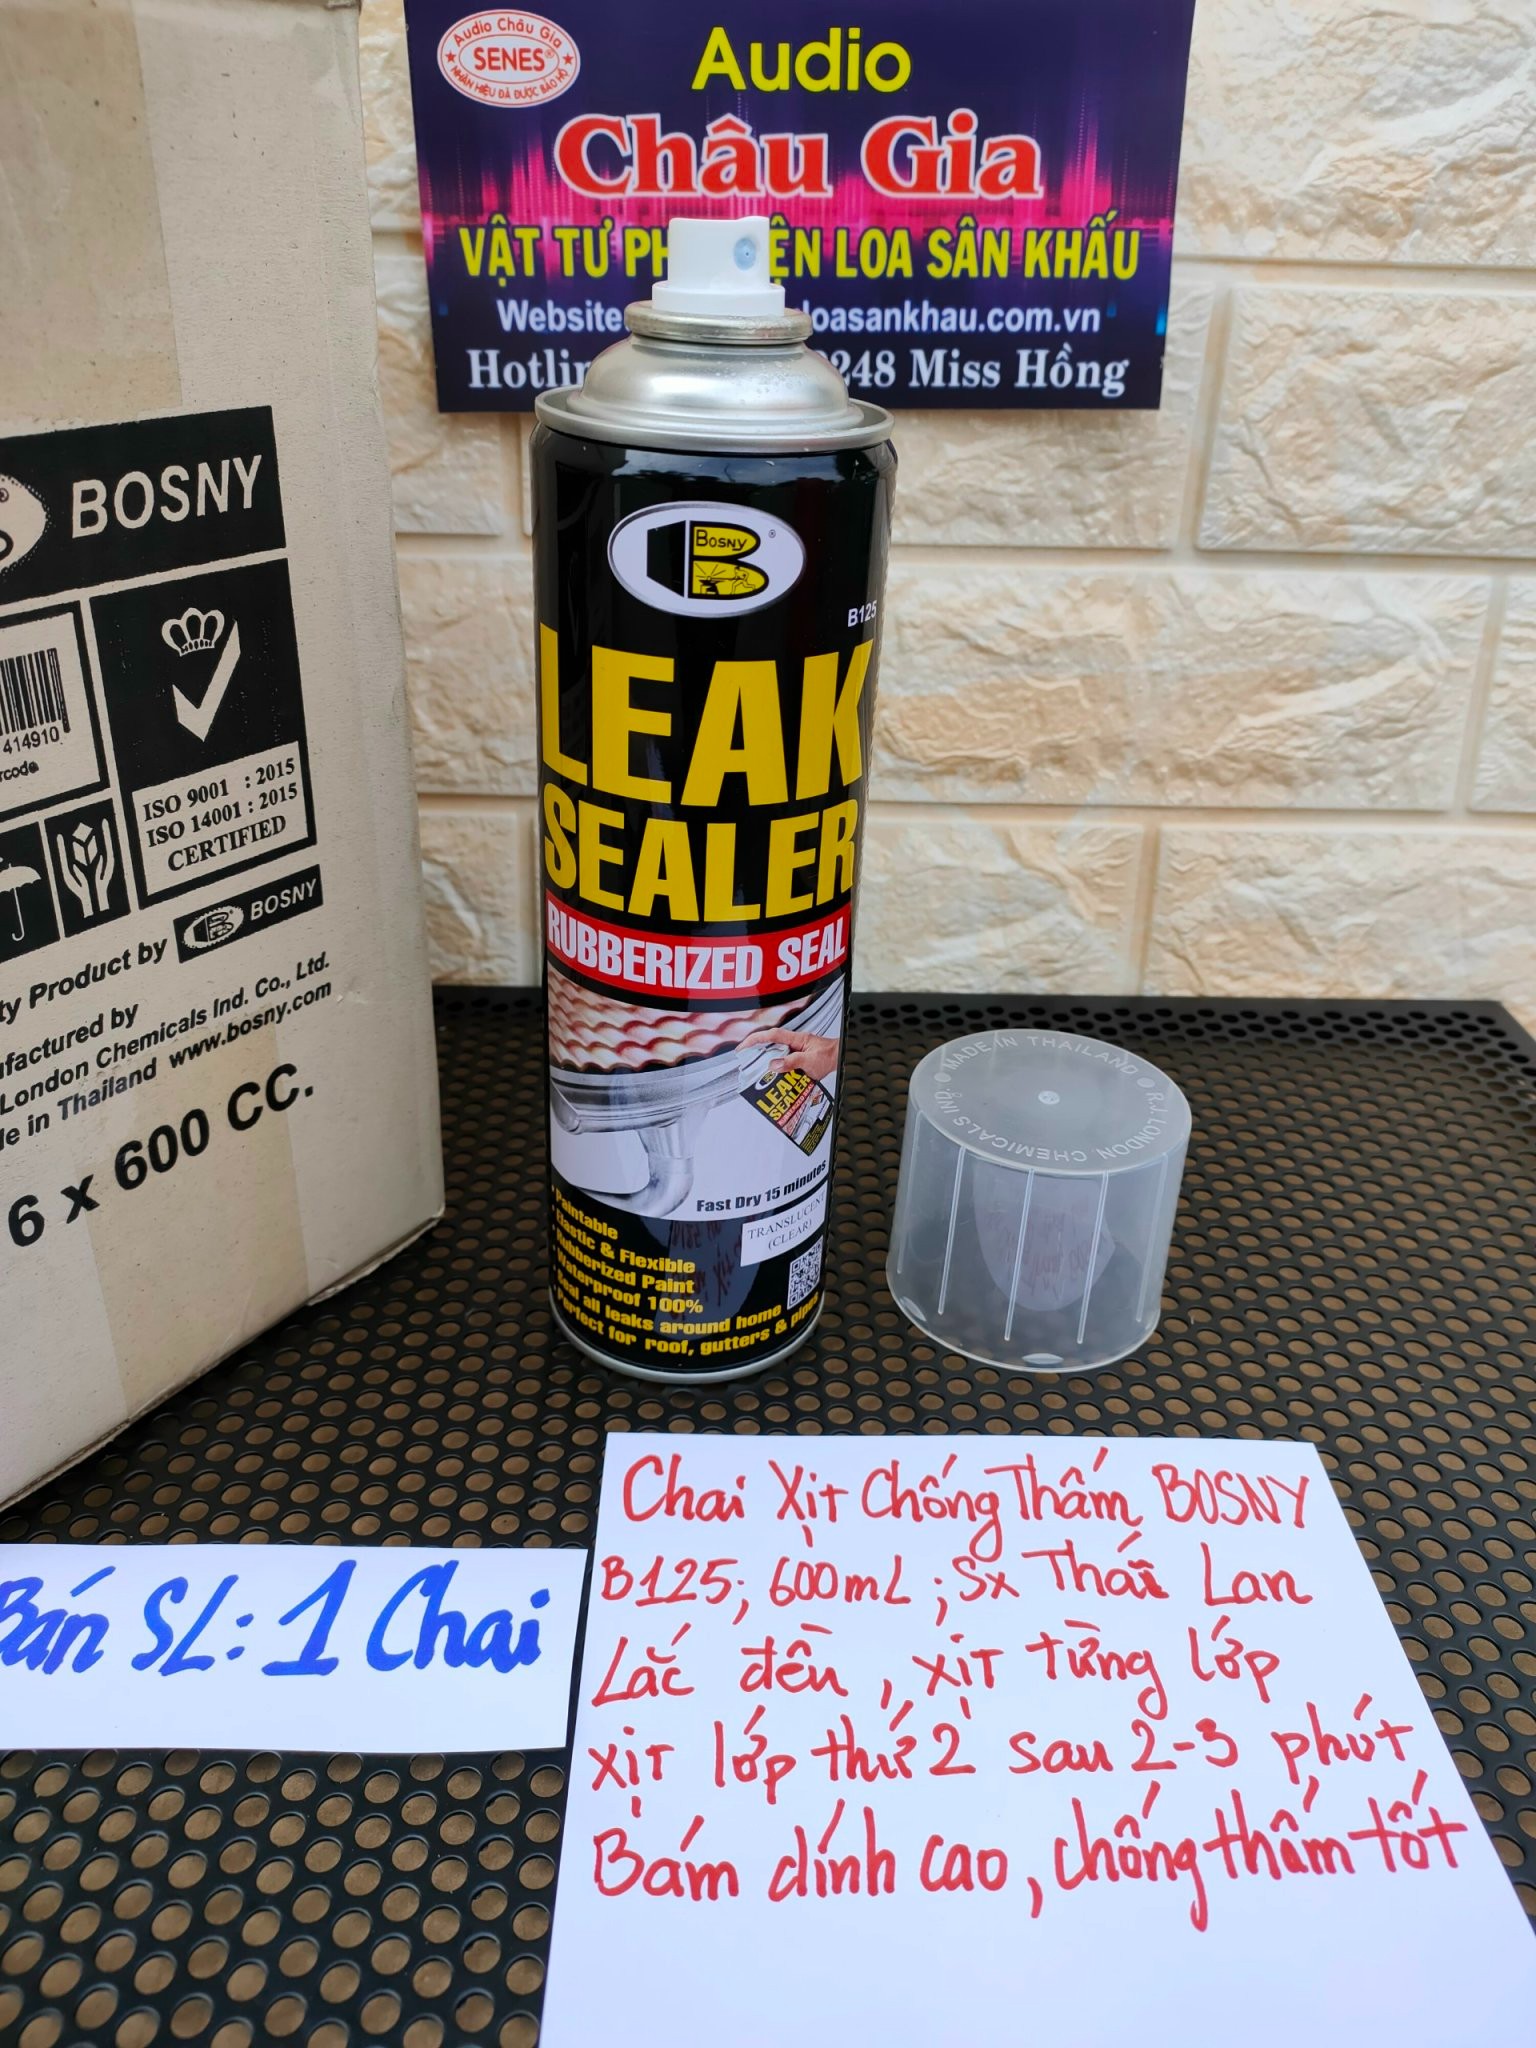 Audio Châu Gia
SENES®
NHÃN HIỆU ĐÃ ĐƯỢC BẢO HỘ
Audio
Châu Gia
VẬT TƯ ỆN LOA SÂN KHẤU
Website loasankhau.com.vn
248 Miss Hồng
BOSNY
414910
ISO 9001 : 2015
ISO 14001 : 2015
CERTIFIED
BOSNY
Product by
by
London Chemicals Ind. Co., Ltd.
in Thailand www.bosny.com
6 x 600 CC.
BOSNY ®
B125
LEAK
SEALER
RUBBERIZED SEAL
LEAK
SEALER
Fast Dry 15 minutes
TRANSLUCENT
(CLEAR)
Paintable
Elastic & Flexible
Rubberized Paint
Waterproof 100%
Seal all leaks around home
Perfect for roof, gutters & pipes
MADE IN THAILAND
R.J. LONDON CHEMICALS IND.
Bán SL: 1 Chai
Chai Xịt Chống Thấm BOSNY
B125; 600mL; Sx Thái Lan
Lắc đều, xịt từng lớp
xịt lớp thứ 2 sau 2-3 phút
Bám dính cao, chống thấm tốt